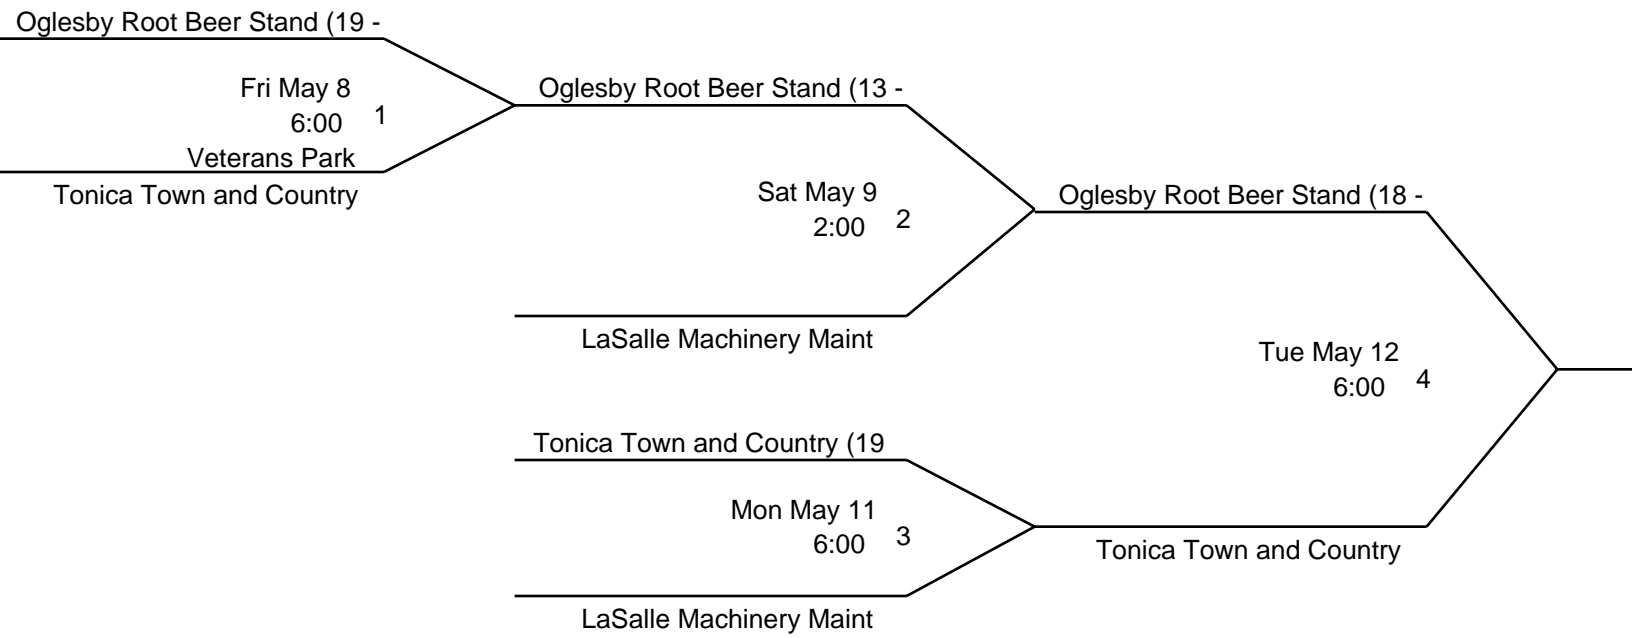 Oglesby Root Beer Stand (19 -
Fri May 8
6:00
1
Veterans Park
Tonica Town and Country
Oglesby Root Beer Stand (13 -
Sat May 9
2:00
2
LaSalle Machinery Maint
Oglesby Root Beer Stand (18 -
Tue May 12
6:00
4
Tonica Town and Country (19
Mon May 11
6:00
3
LaSalle Machinery Maint
Tonica Town and Country